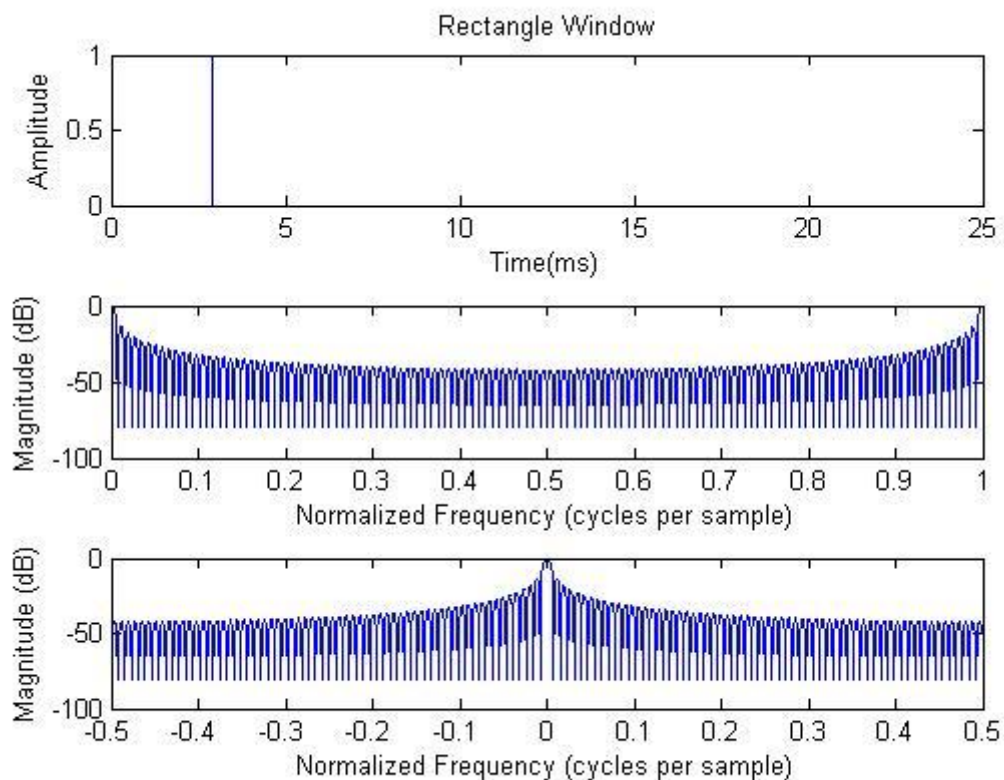 Rectangle Window
Amplitude
1
0.5
0
0 5 10 15 20 25
Time(ms)
Magnitude (dB)
0
-50
-100
0 0.1 0.2 0.3 0.4 0.5 0.6 0.7 0.8 0.9 1
Normalized Frequency (cycles per sample)
Magnitude (dB)
0
-50
-100
-0.5 -0.4 -0.3 -0.2 -0.1 0 0.1 0.2 0.3 0.4 0.5
Normalized Frequency (cycles per sample)